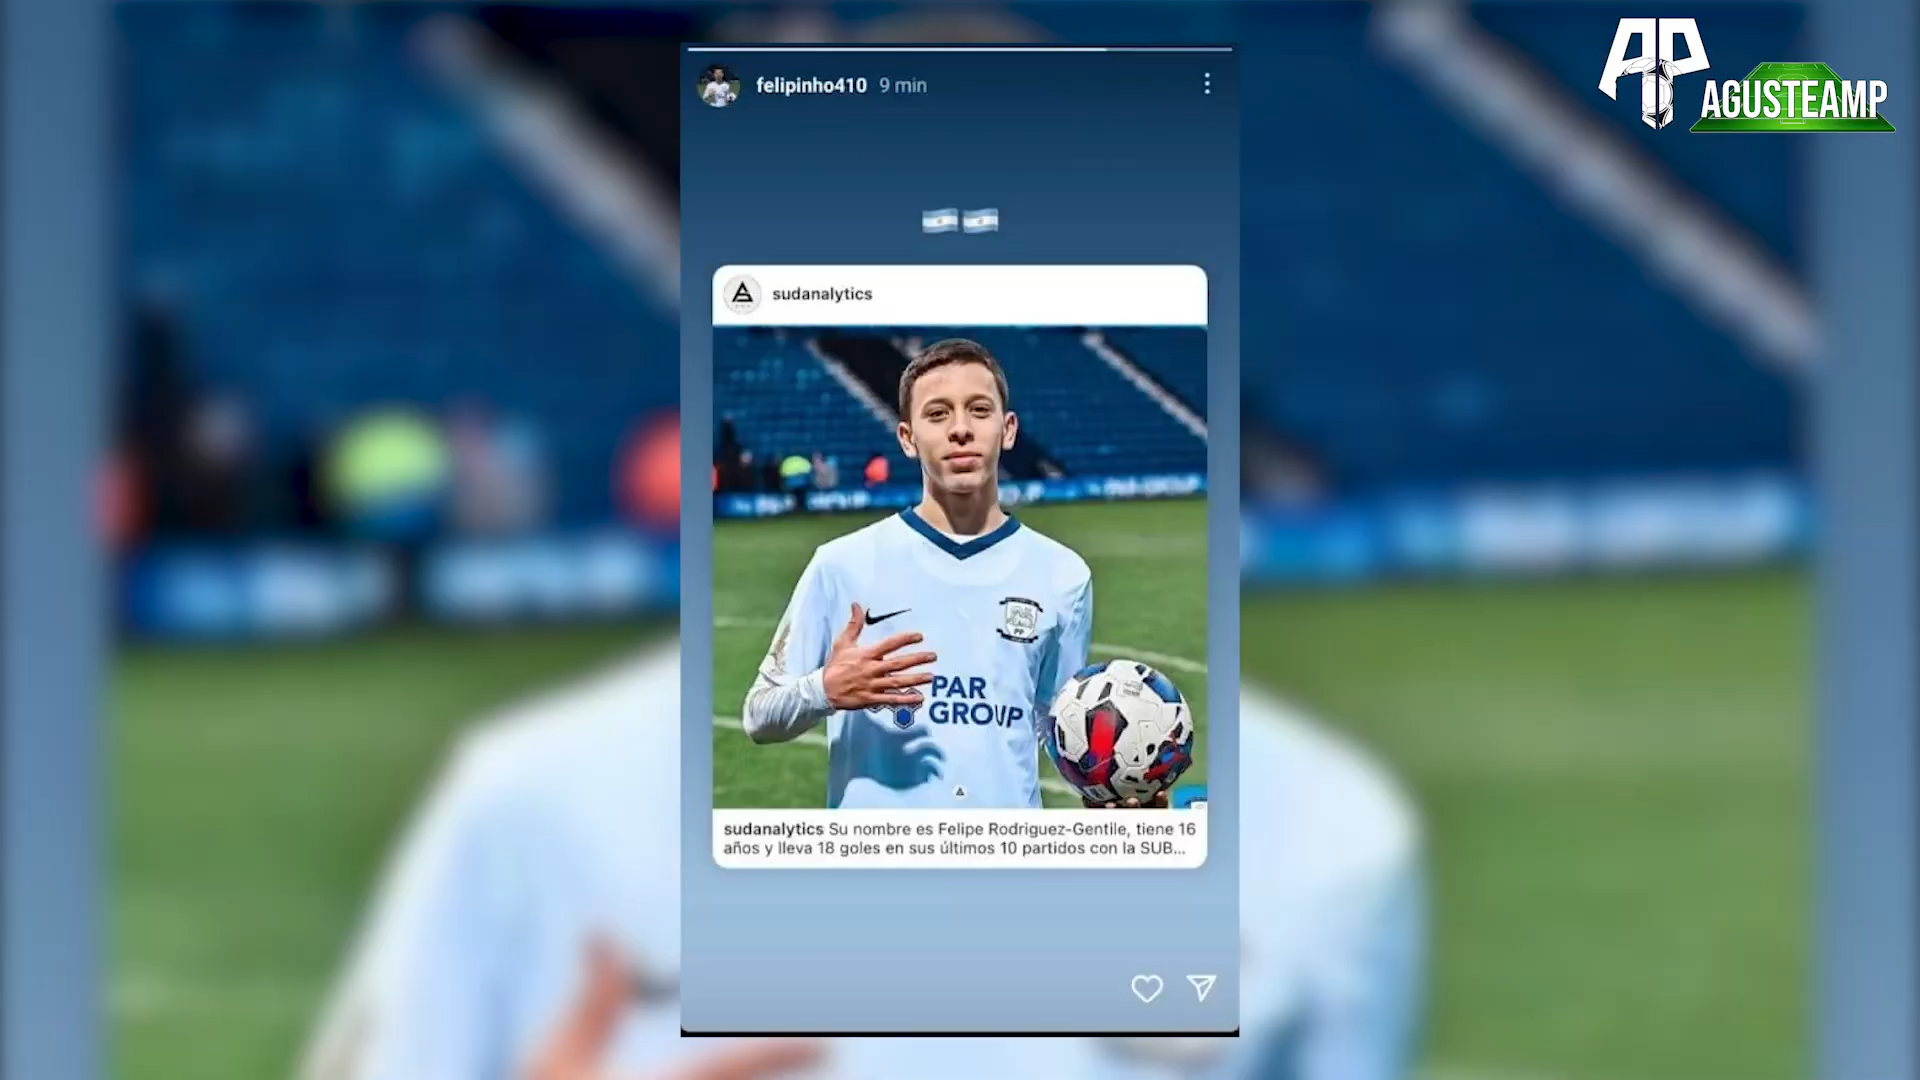 AP
AGUSTEAMP
felipinho410 9 min
sudanalytics
PP
PAR
GROUP
sudanalytics Su nombre es Felipe Rodriguez-Gentile, tiene 16
años y lleva 18 goles en sus últimos 10 partidos con la SUB...